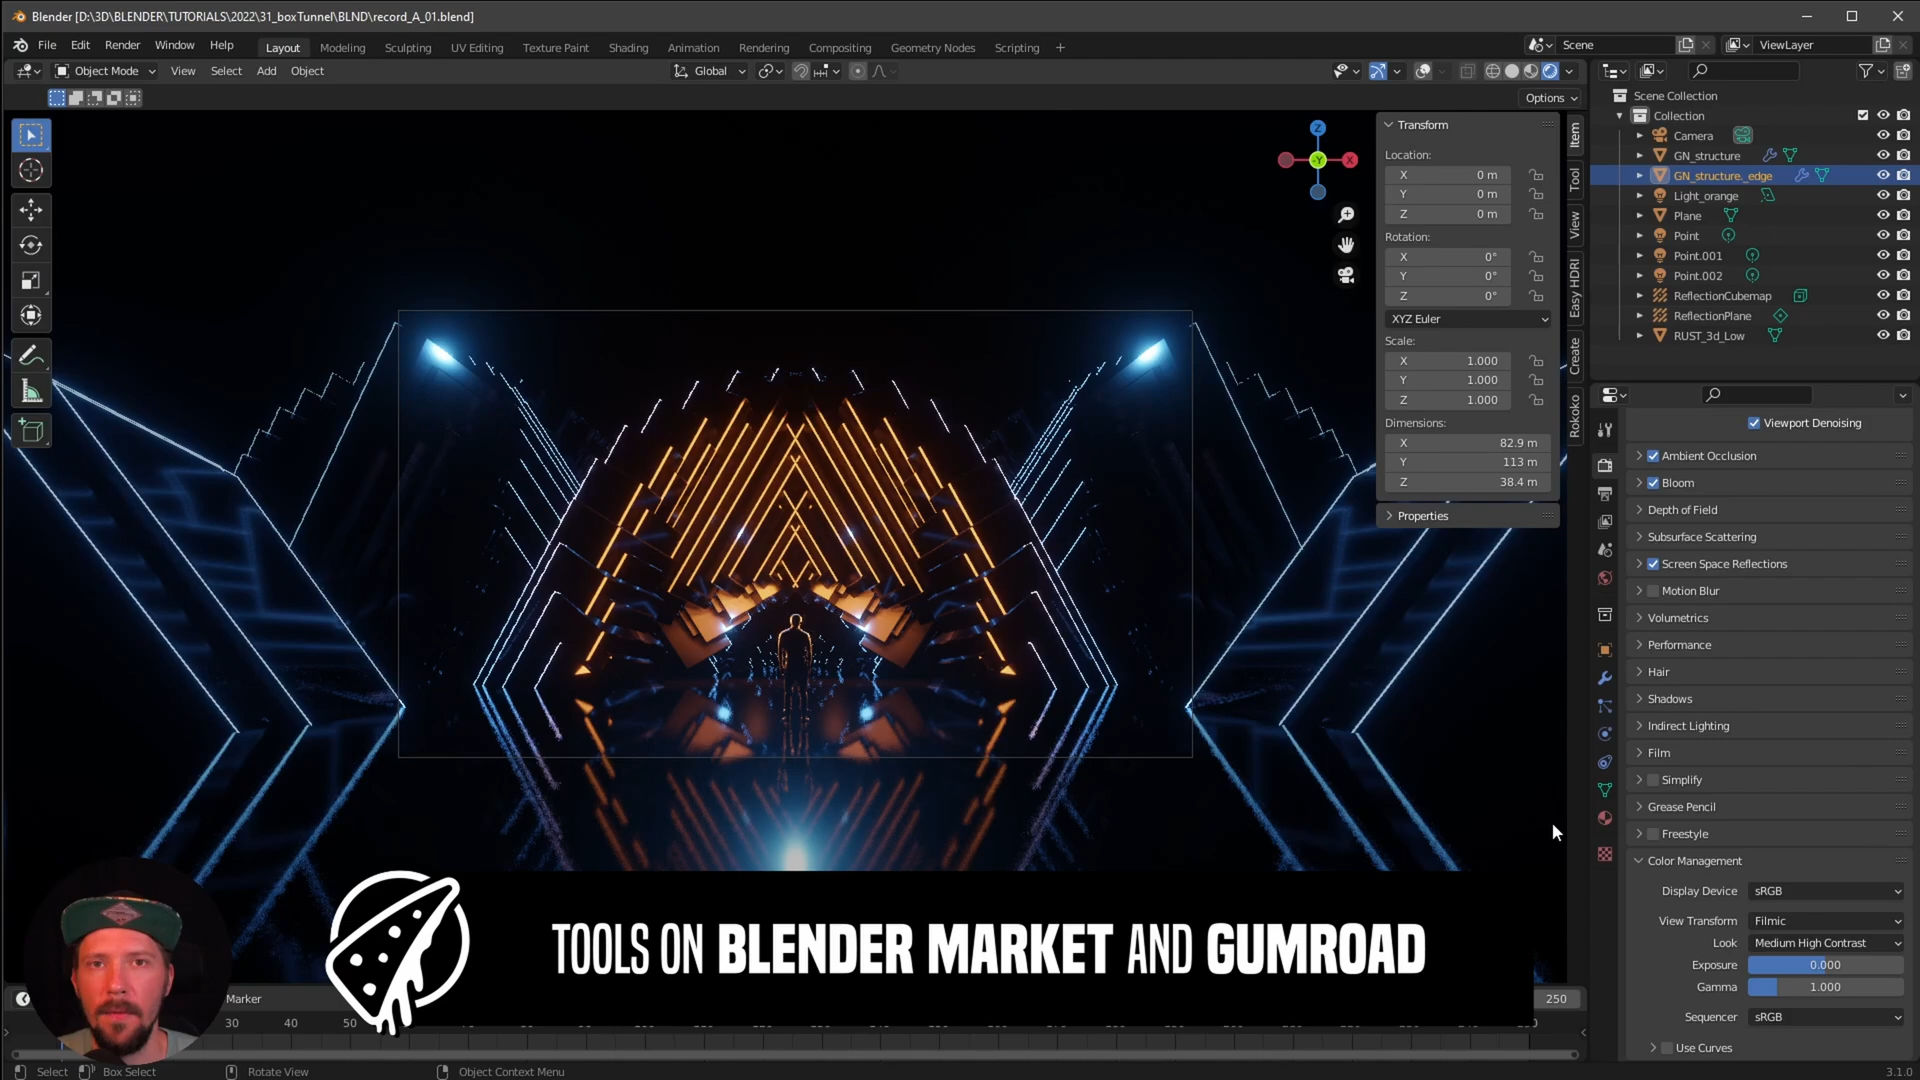 Blender [D:\3D\BLENDER\TUTORIALS\2022\31_boxTunnel\BLND\record_A_01.blend]
File Edit Render Window Help Layout Modeling Sculpting UV Editing Texture Paint Shading Animation Rendering Compositing Geometry Nodes Scripting + Scene ViewLayer
Object Mode View Select Add Object Global
Options
Transform
Location:
X 0 m
Y 0 m
Z 0 m
Rotation:
X 0°
Y 0°
Z 0°
XYZ Euler
Scale:
X 1.000
Y 1.000
Z 1.000
Dimensions:
X 82.9 m
Y 113 m
Z 38.4 m
Properties
Z
-Y
X
Item
Tool
View
Easy HDRI
Create
Rokoko
Scene Collection
Collection
Camera
GN_structure
GN_structure._edge
Light_orange
Plane
Point
Point.001
Point.002
ReflectionCubemap
ReflectionPlane
RUST_3d_Low
Viewport Denoising
Ambient Occlusion
Bloom
Depth of Field
Subsurface Scattering
Screen Space Reflections
Motion Blur
Volumetrics
Performance
Hair
Shadows
Indirect Lighting
Film
Simplify
Grease Pencil
Freestyle
Color Management
Display Device sRGB
View Transform Filmic
Look Medium High Contrast
Exposure 0.000
Gamma 1.000
Sequencer sRGB
Use Curves
TOOLS ON BLENDER MARKET AND GUMROAD
Marker
250
30 40 50
Select Box Select Rotate View Object Context Menu
3.1.0